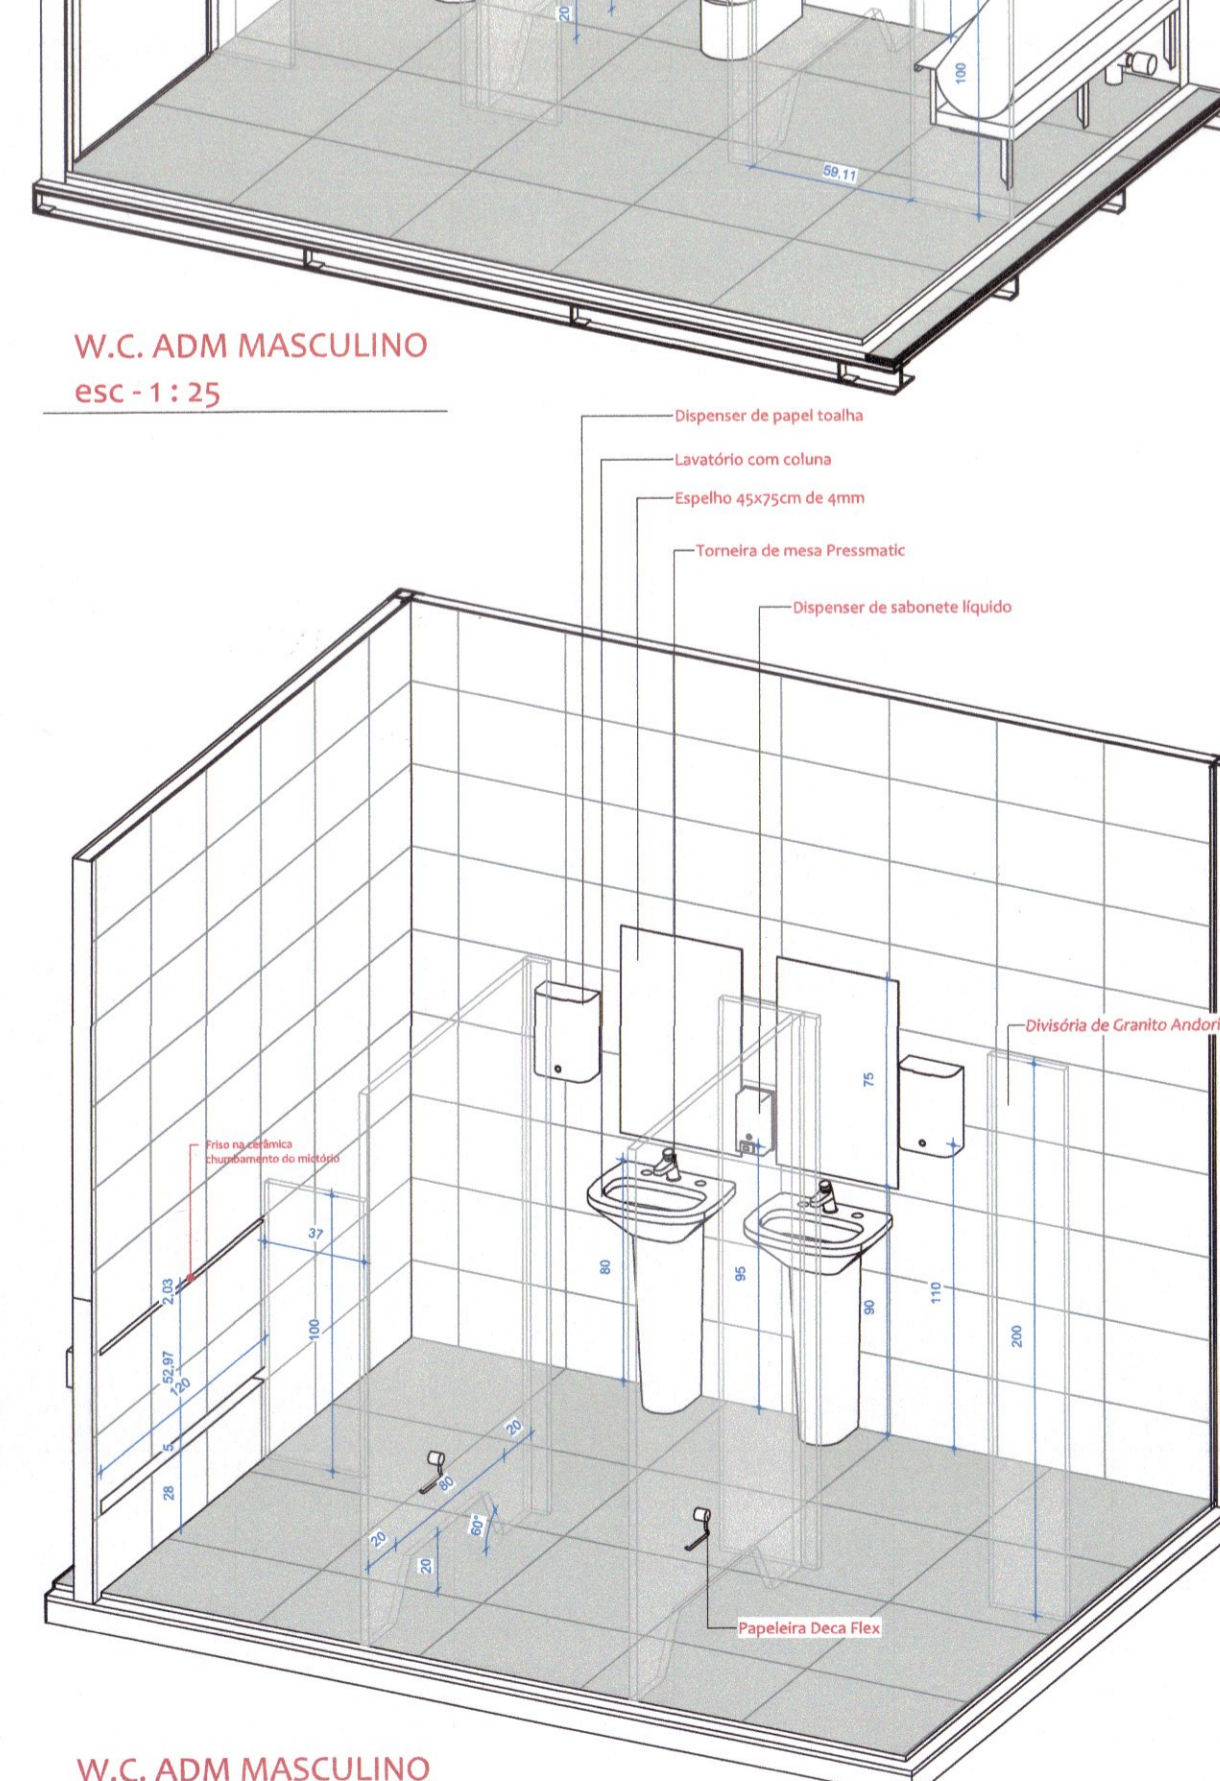 20
100
59,11
W.C. ADM MASCULINO
esc - 1 : 25
Dispenser de papel toalha
Lavatório com coluna
Espelho 45x75cm de 4mm
Torneira de mesa Pressmatic
Dispenser de sabonete líquido
Divisória de Granito Andori
75
Friso na cerâmica
chumbamento do mictório
37
80
95
90
110
200
100
2,03
52,97
120
5
28
20
80
20
60°
20
Papeleira Deca Flex
W.C. ADM MASCULINO